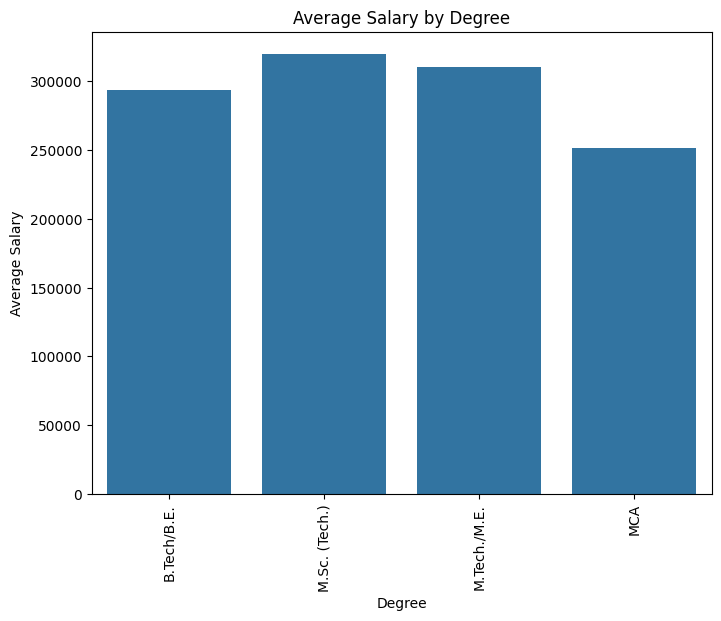 Average Salary by Degree
Average Salary
300000
250000
200000
150000
100000
50000
0
B.Tech/B.E.
M.Sc. (Tech.)
M.Tech./M.E.
MCA
Degree